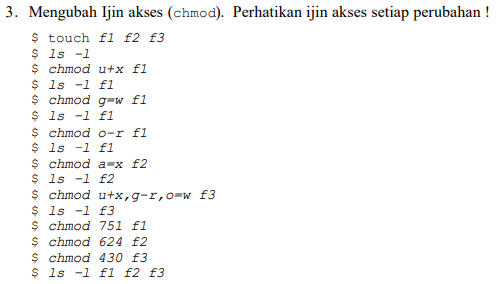 3. Mengubah Ijin akses (chmod). Perhatikan ijin akses setiap perubahan !
$ touch f1 f2 f3
$ ls -l
$ chmod u+x f1
$ ls -l f1
$ chmod g=w f1
$ ls -l f1
$ chmod o-r f1
$ ls -l f1
$ chmod a=x f2
$ ls -l f2
$ chmod u+x,g-r,o=w f3
$ ls -l f3
$ chmod 751 f1
$ chmod 624 f2
$ chmod 430 f3
$ ls -l f1 f2 f3